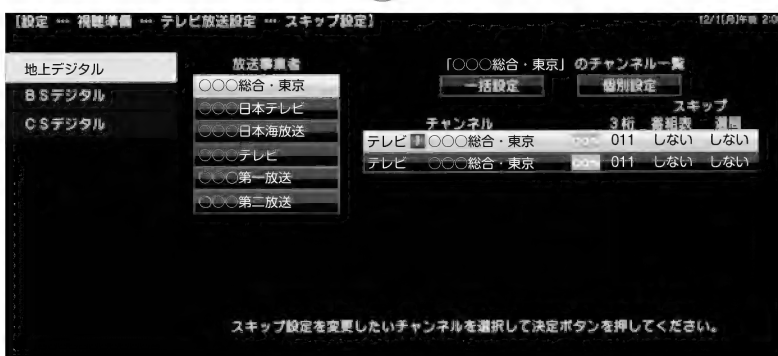 【設定 … 視聴準備 … テレビ放送設定 … スキップ設定】
12/1[月]午前 2:0
地上デジタル
BSデジタル
CSデジタル
放送事業者
○○○総合・東京
○○○日本テレビ
○○○日本海放送
○○○テレビ
○○○第一放送
○○○第二放送
「○○○総合・東京」のチャンネル一覧
一括設定 個別設定
スキップ
チャンネル 3桁 番組表 選局
テレビ 1 ○○○総合・東京 011 しない しない
テレビ ○○○総合・東京 011 しない しない
スキップ設定を変更したいチャンネルを選択して決定ボタンを押してください。